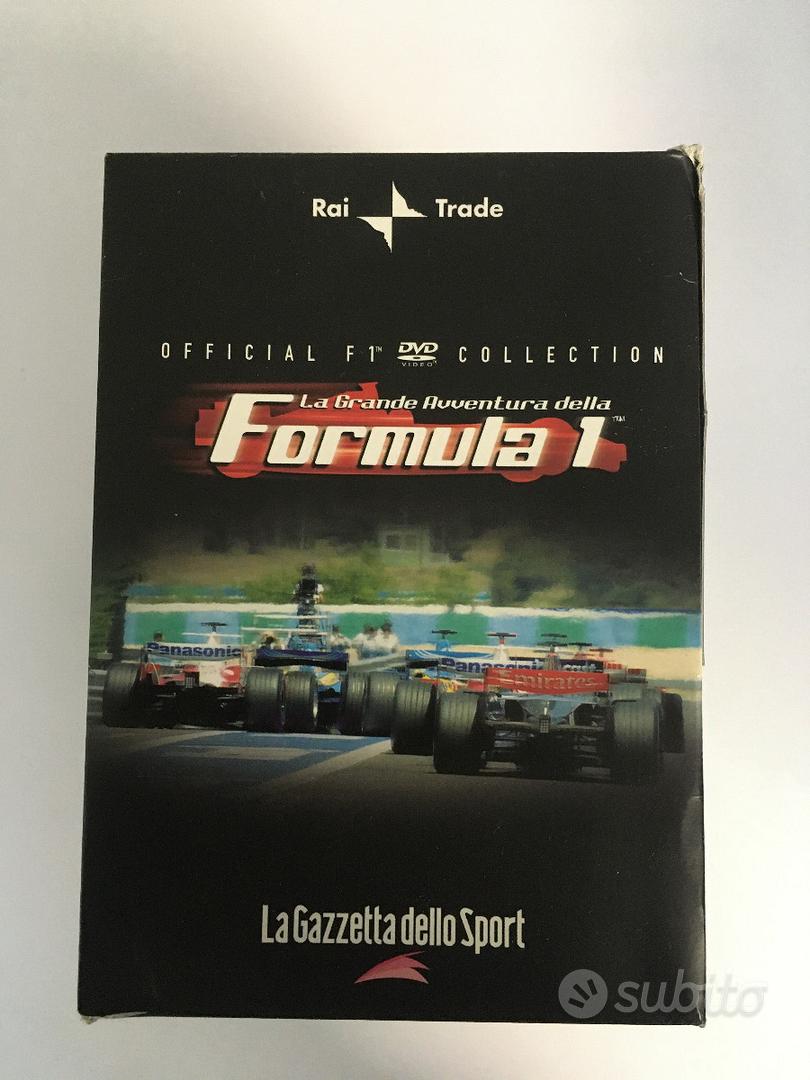 Rai Trade
OFFICIAL F1™ DVD VIDEO COLLECTION
La Grande Avventura della
Formula 1™
Panasonic
Panasonic
Emirates
La Gazzetta dello Sport
subito